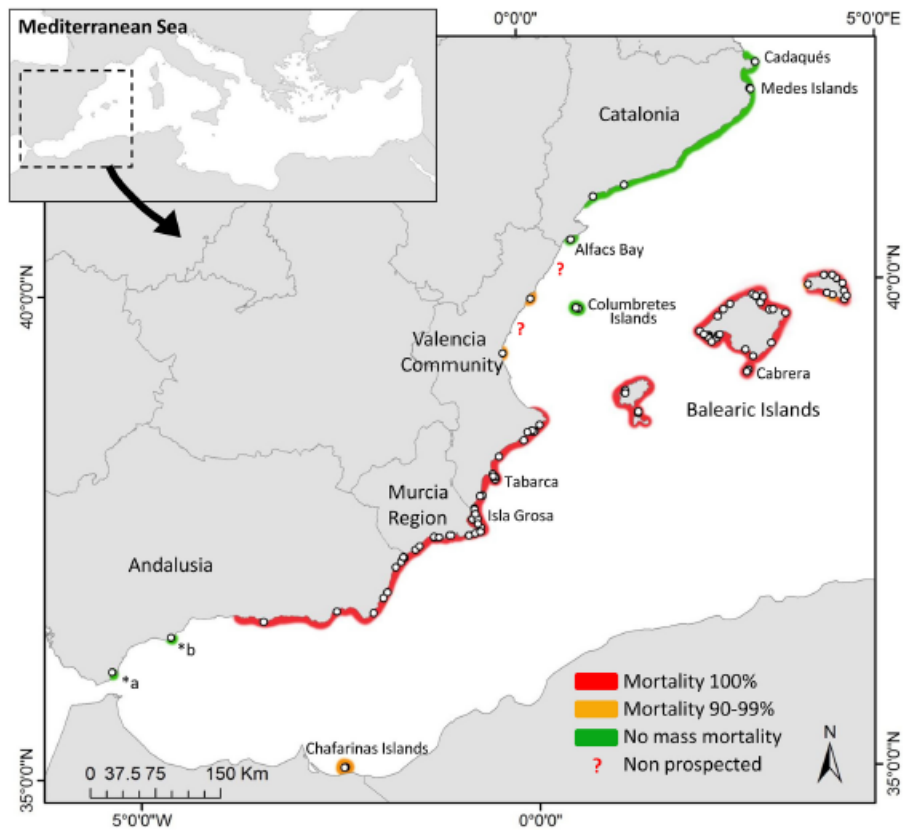 Mediterranean Sea
0°0'0"
5°0'0"E
Cadaqués
Medes Islands
Catalonia
Alfacs Bay
?
40°0'0"N
40°0'0"N
Columbretes
Islands
?
Valencia
Community
Cabrera
Balearic Islands
Tabarca
Murcia
Region
Isla Grosa
Andalusia
*b
*a
Mortality 100%
Mortality 90-99%
No mass mortality
? Non prospected
N
Chafarinas Islands
0 37.5 75 150 Km
35°0'0"N
35°0'0"N
5°0'0"W
0°0'0"